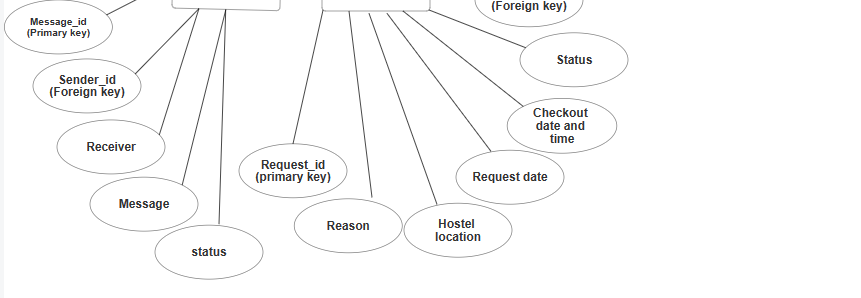 (Foreign key)
Message_id
(Primary key)
Status
Sender_id
(Foreign key)
Checkout
date and
time
Receiver
Request_id
(primary key)
Request date
Message
Reason
Hostel
location
status